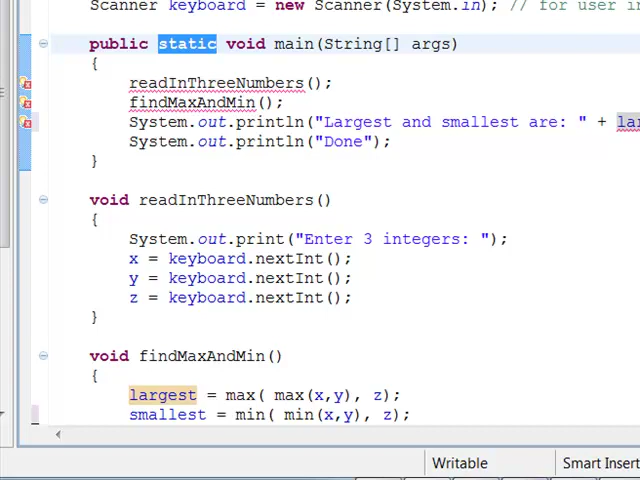 Scanner keyboard = new Scanner(System.in); // for user in
public static void main(String[] args)
{
readInThreeNumbers();
findMaxAndMin();
System.out.println("Largest and smallest are: " + lar
System.out.println("Done");
}
void readInThreeNumbers()
{
System.out.print("Enter 3 integers: ");
x = keyboard.nextInt();
y = keyboard.nextInt();
z = keyboard.nextInt();
}
void findMaxAndMin()
{
largest = max( max(x,y), z);
smallest = min( min(x,y), z);
Writable
Smart Insert